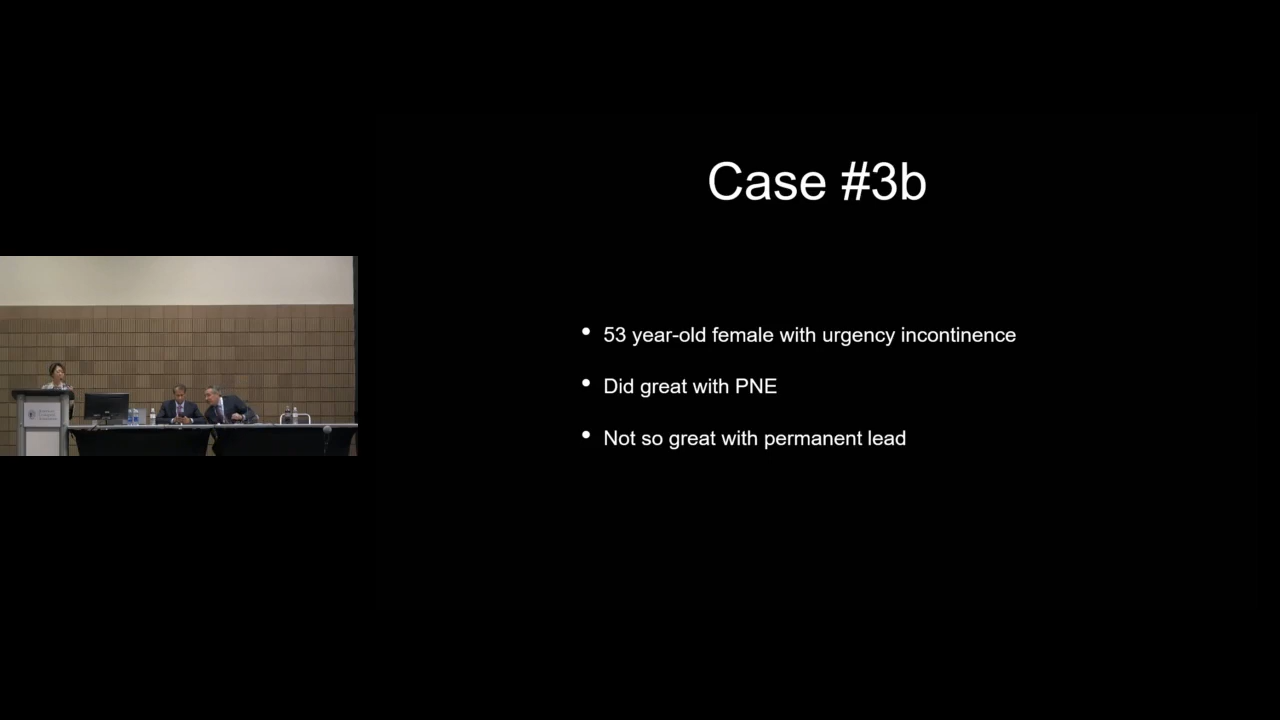 Case #3b
• 53 year-old female with urgency incontinence
• Did great with PNE
• Not so great with permanent lead